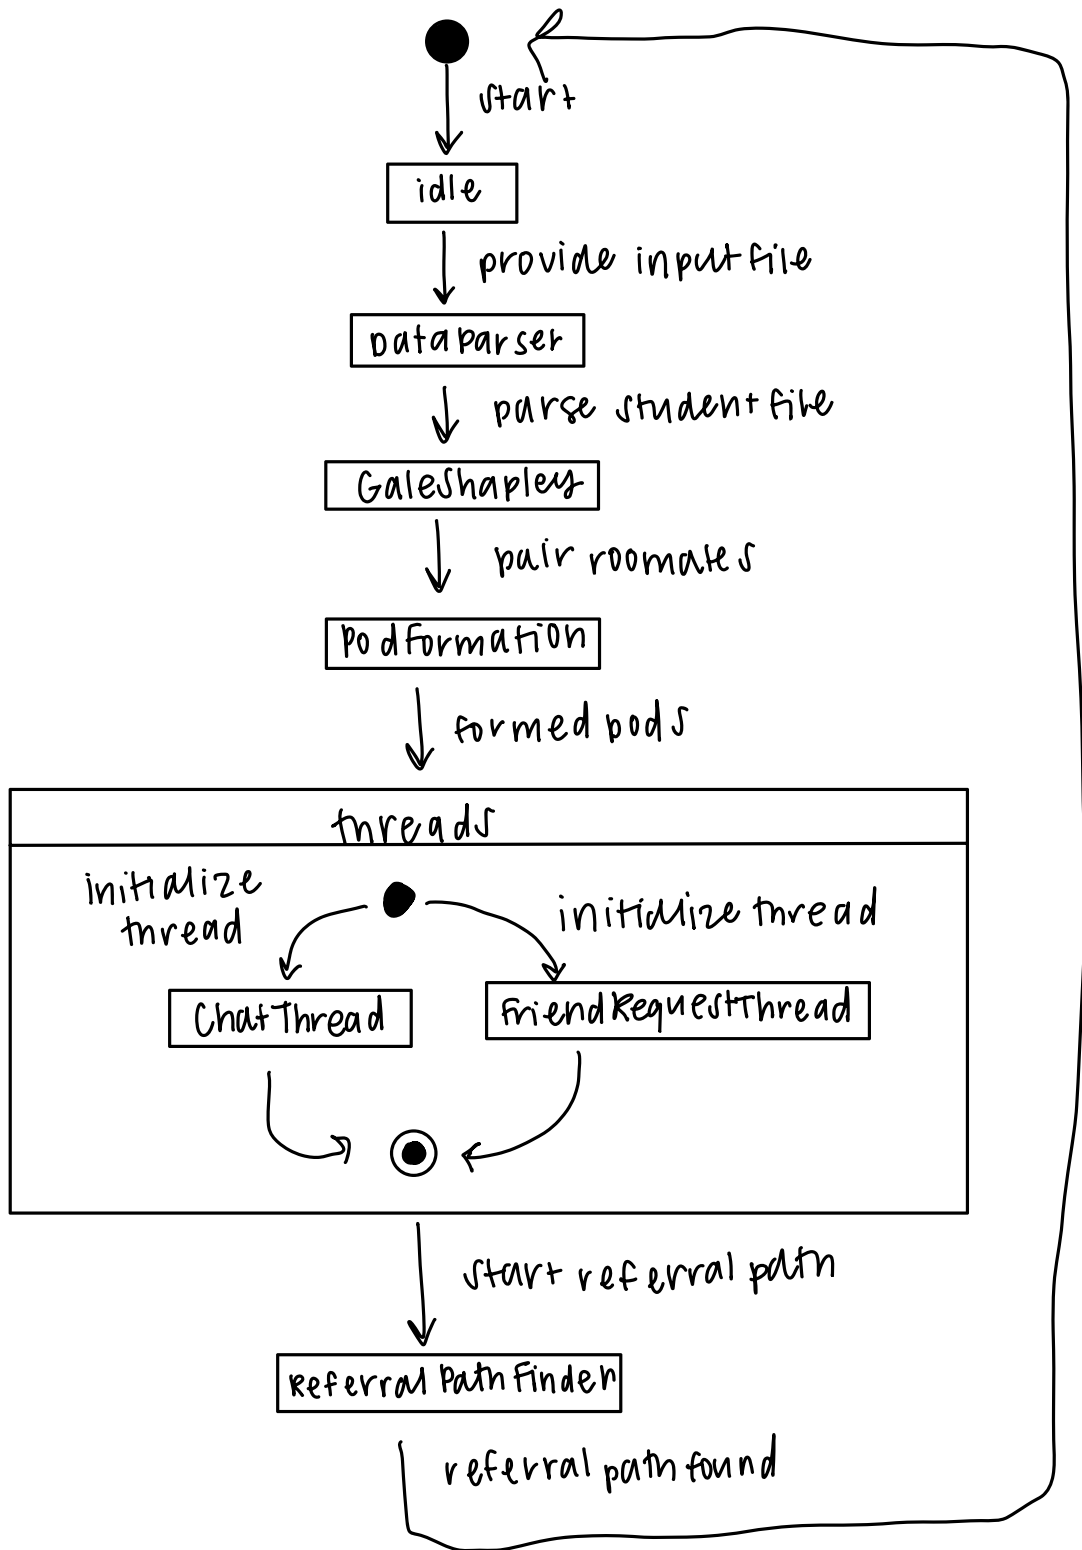 start
idle
provide input file
DataParser
parse student file
GaleShapley
pair roomates
PodFormation
formed pods
threads
initialize
thread
initialize thread
ChatThread
FriendRequestThread
start referral path
ReferralPathFinder
referral path found